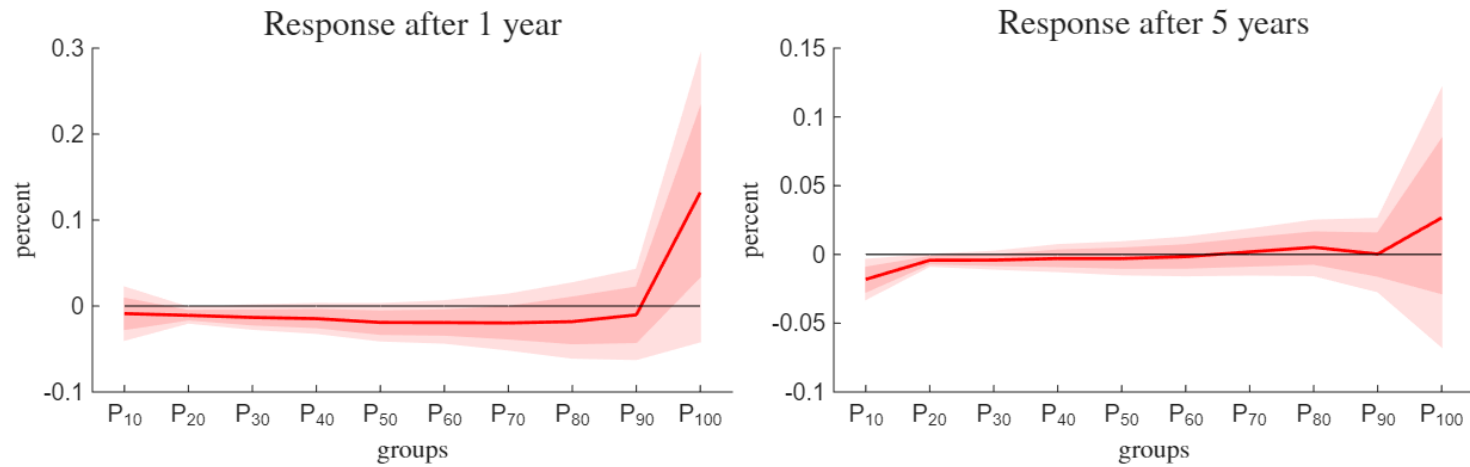 Response after 1 year
percent
0.3
0.2
0.1
0
-0.1
P10 P20 P30 P40 P50 P60 P70 P80 P90 P100
groups
Response after 5 years
percent
0.15
0.1
0.05
0
-0.05
-0.1
P10 P20 P30 P40 P50 P60 P70 P80 P90 P100
groups